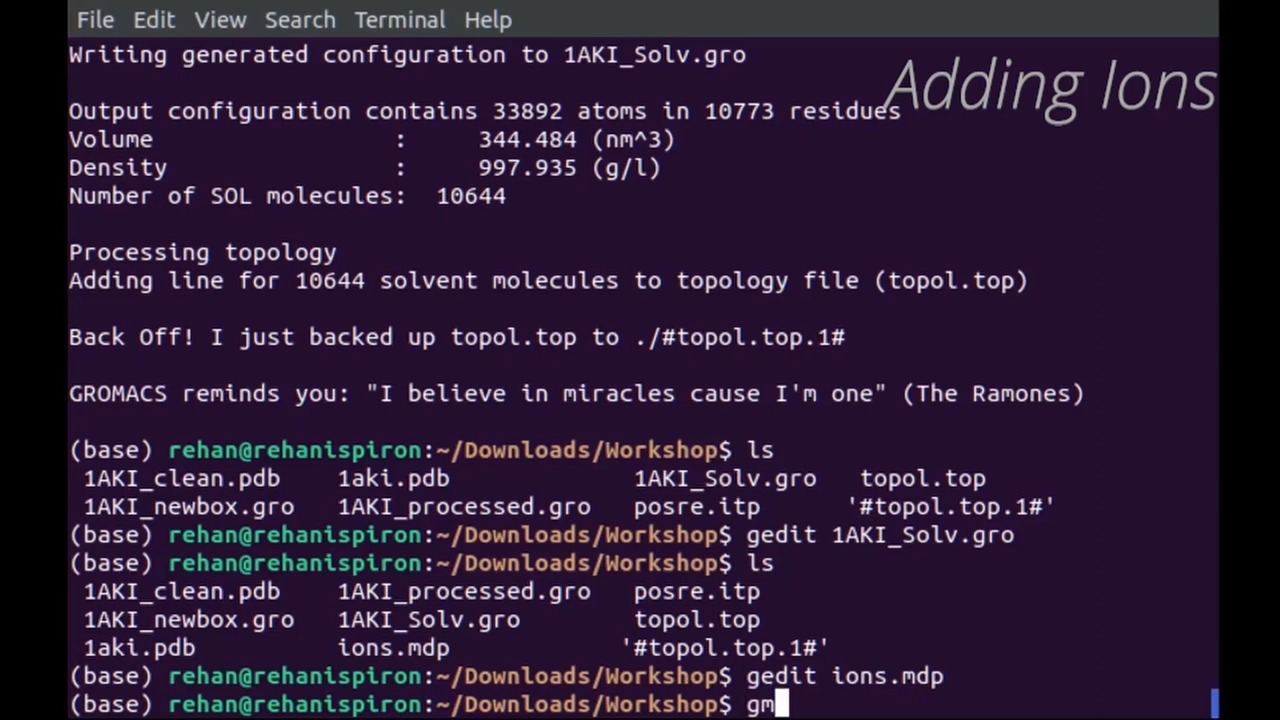 File Edit View Search Terminal Help
Writing generated configuration to 1AKI_Solv.gro
Adding Ions
Output configuration contains 33892 atoms in 10773 residues
Volume : 344.484 (nm^3)
Density : 997.935 (g/l)
Number of SOL molecules: 10644
Processing topology
Adding line for 10644 solvent molecules to topology file (topol.top)
Back Off! I just backed up topol.top to ./#topol.top.1#
GROMACS reminds you: "I believe in miracles cause I'm one" (The Ramones)
(base) rehan@rehanispiron:~/Downloads/Workshop$ ls
1AKI_clean.pdb 1aki.pdb 1AKI_Solv.gro topol.top
1AKI_newbox.gro 1AKI_processed.gro posre.itp '#topol.top.1#'
(base) rehan@rehanispiron:~/Downloads/Workshop$ gedit 1AKI_Solv.gro
(base) rehan@rehanispiron:~/Downloads/Workshop$ ls
1AKI_clean.pdb 1AKI_processed.gro posre.itp
1AKI_newbox.gro 1AKI_Solv.gro topol.top
1aki.pdb ions.mdp '#topol.top.1#'
(base) rehan@rehanispiron:~/Downloads/Workshop$ gedit ions.mdp
(base) rehan@rehanispiron:~/Downloads/Workshop$ gm